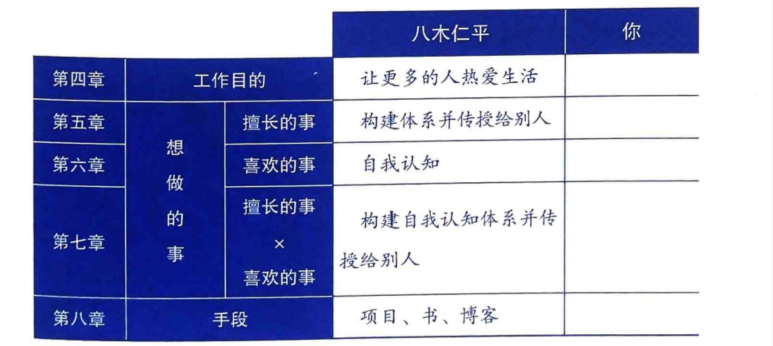 八木仁平 你
第四章 工作目的 让更多的人热爱生活
第五章 擅长的事 构建体系并传授给别人
想做的事
第六章 喜欢的事 自我认知
第七章 擅长的事 × 喜欢的事 构建自我认知体系并传
授给别人
第八章 手段 项目、书、博客